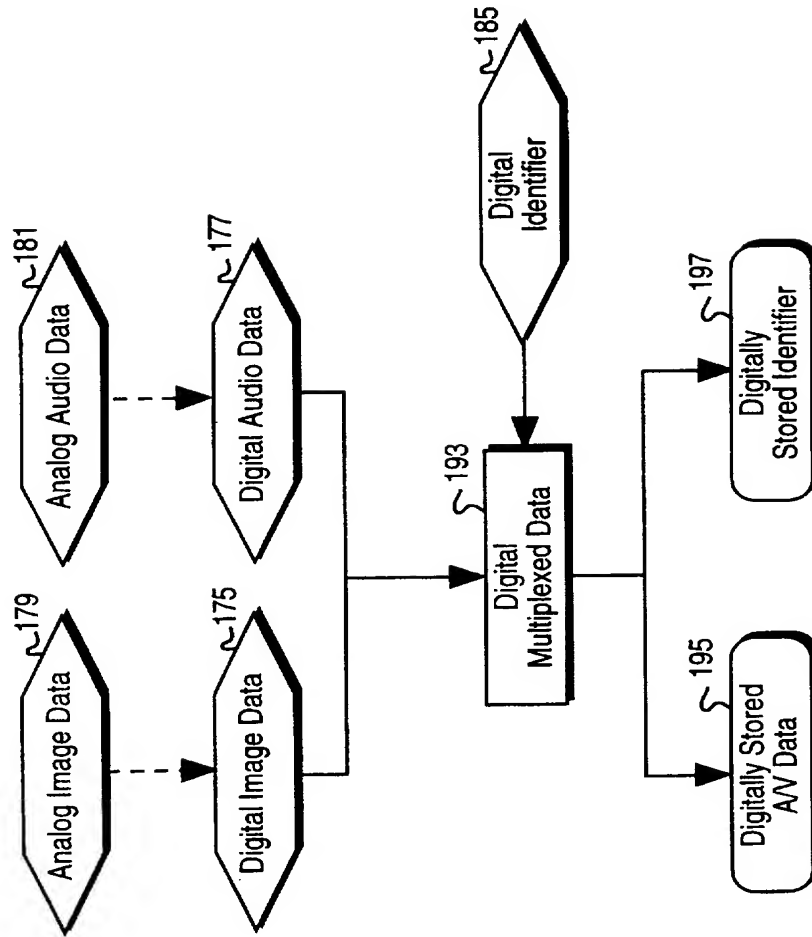 Analog Image Data
179
Analog Audio Data
181
Digital Image Data
175
Digital Audio Data
177
Digital
Multiplexed Data
193
Digital
Identifier
185
Digitally Stored
A/V Data
195
Digitally
Stored Identifier
197